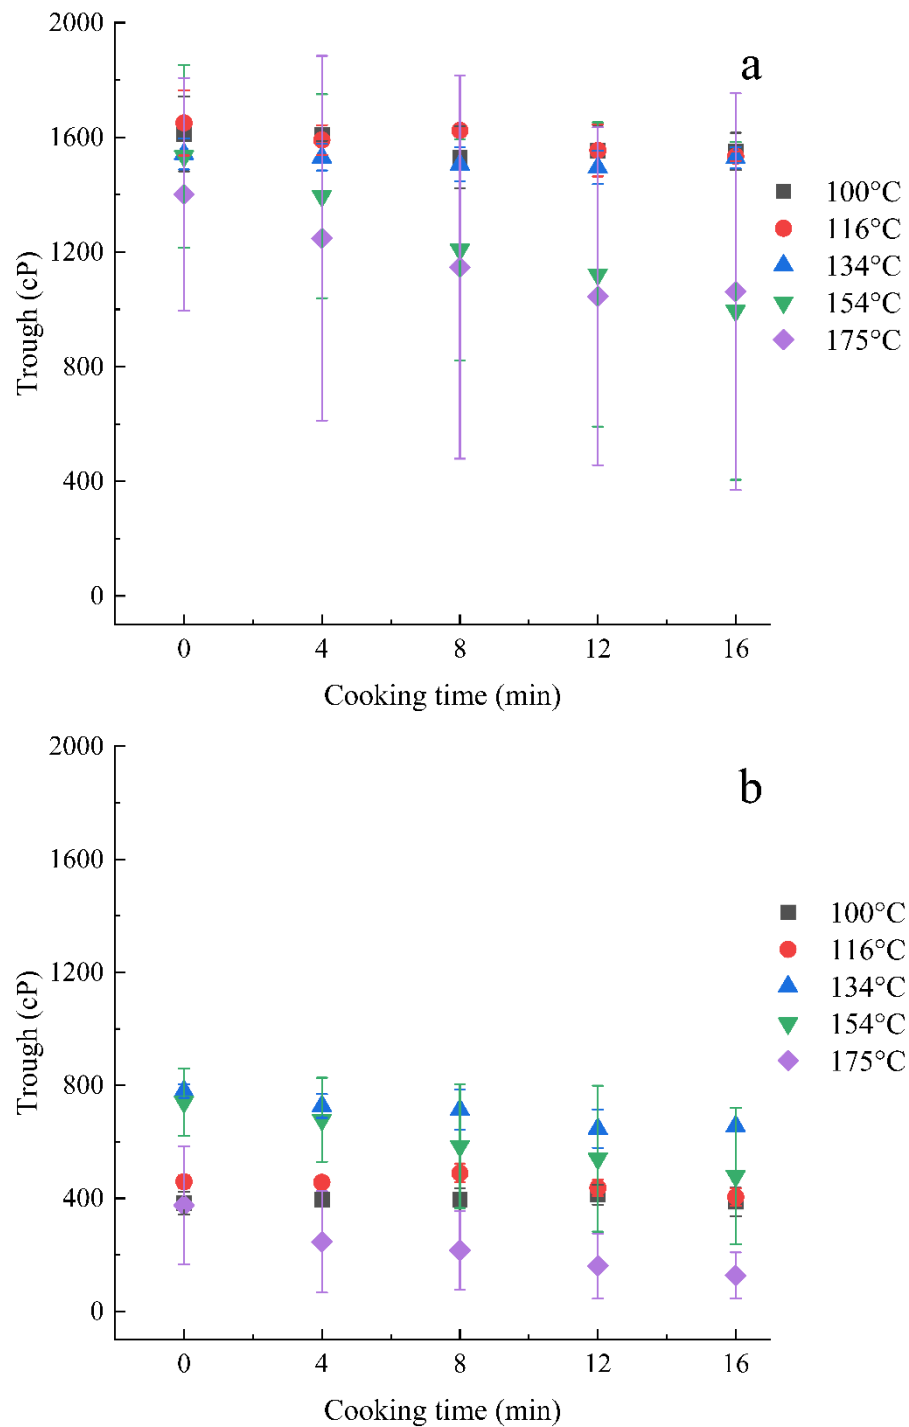 2000
a
1600
100°C
116°C
1200
134°C
154°C
175°C
Trough (cP)
800
400
0
0 4 8 12 16
Cooking time (min)
2000
b
1600
1200
100°C
116°C
134°C
154°C
175°C
Trough (cP)
800
400
0
0 4 8 12 16
Cooking time (min)